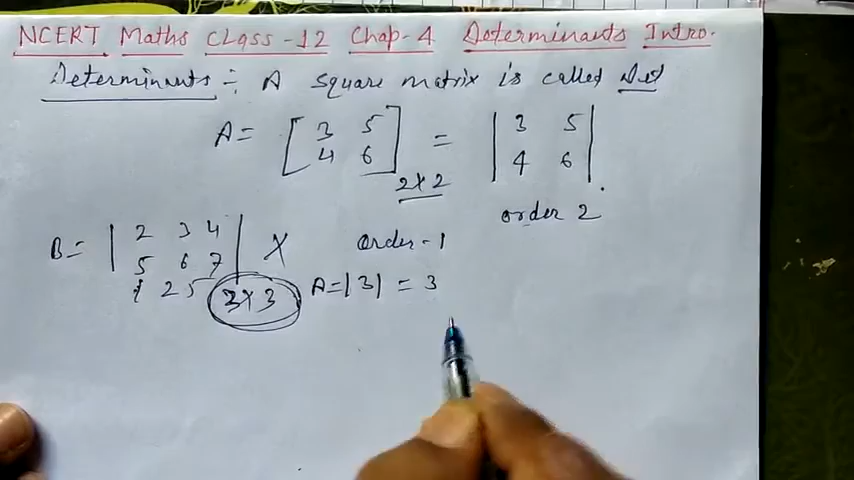 NCERT Maths Class-12 Chap-4 Determinants Intro.
Determinants :- A square matrix is called Det
A = [ 3 5 = | 3 5 |
4 6 ] | 4 6 |
2×2
order 2
B = | 2 3 4 | × order - 1
5 6 7
1 2 5 3×3 A = |3| = 3